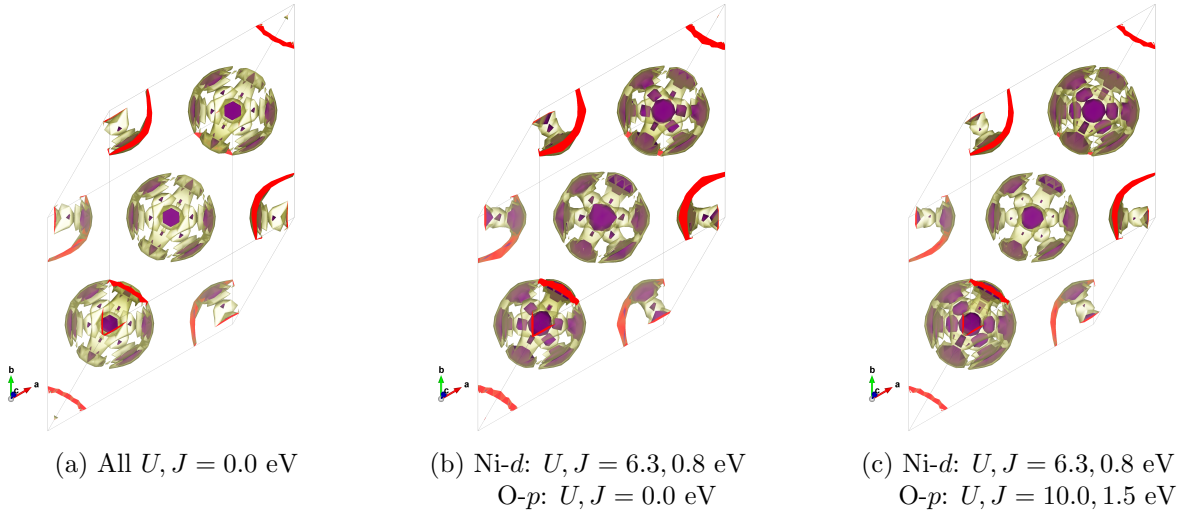 b
c
a
b
c
a
b
c
a
(a) All U, J = 0.0 eV
(b) Ni-d: U, J = 6.3, 0.8 eV
O-p: U, J = 0.0 eV
(c) Ni-d: U, J = 6.3, 0.8 eV
O-p: U, J = 10.0, 1.5 eV